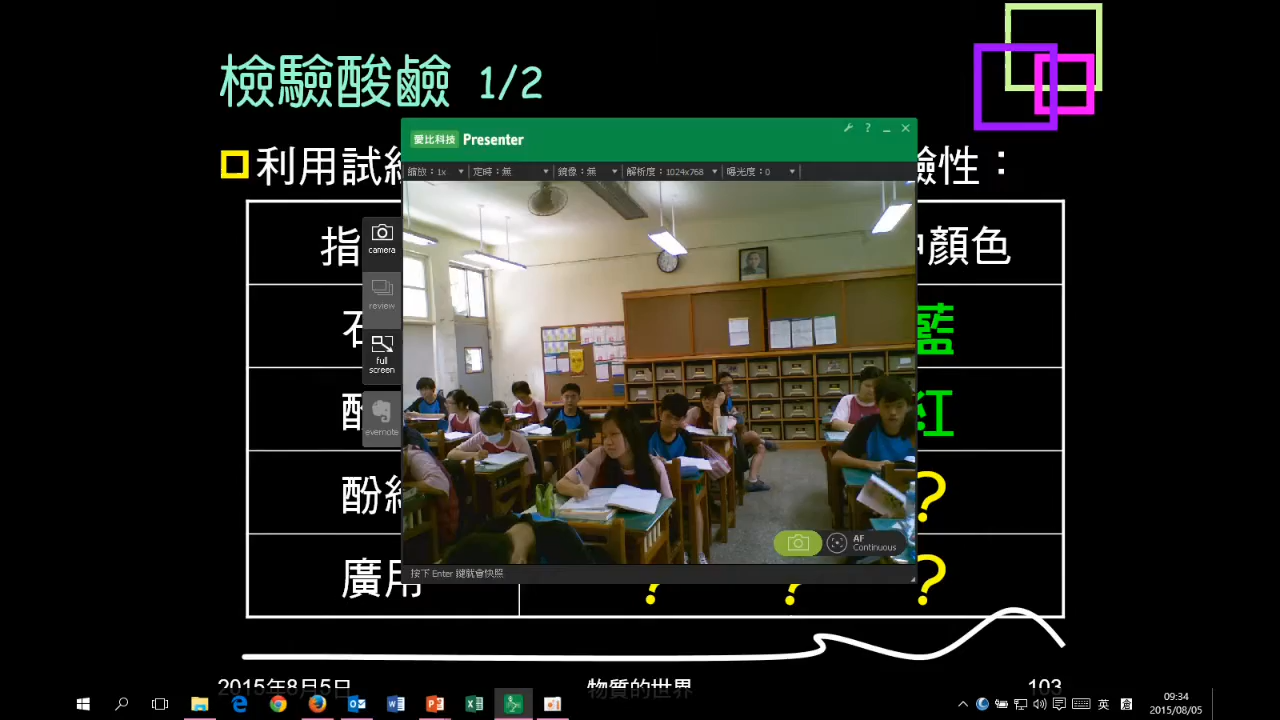 檢驗酸鹼 1/2
利用試
鹼性：
愛比科技 Presenter
縮放：1x
定時：無
鏡像：無
解析度：1024x768
曝光度：0
camera
review
full
screen
evernote
指
顏色
石
藍
紅
酚
?
廣用
? ? ?
AF
Continuous
按下 Enter 鍵就會快照
2015年8月5日
物質的世界
103
英
09:34
2015/08/05